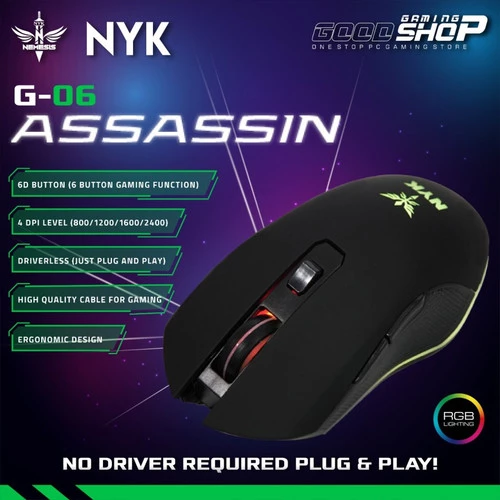 NEMESIS
NYK
GAMING
GOODSHOP
ONE STOP PC GAMING STORE
G-06
ASSASSIN
6D BUTTON (6 BUTTON GAMING FUNCTION)
4 DPI LEVEL (800/1200/1600/2400)
DRIVERLESS (JUST PLUG AND PLAY)
HIGH QUALITY CABLE FOR GAMING
ERGONOMIC DESIGN
NYK
RGB
LIGHTING
NO DRIVER REQUIRED PLUG & PLAY!